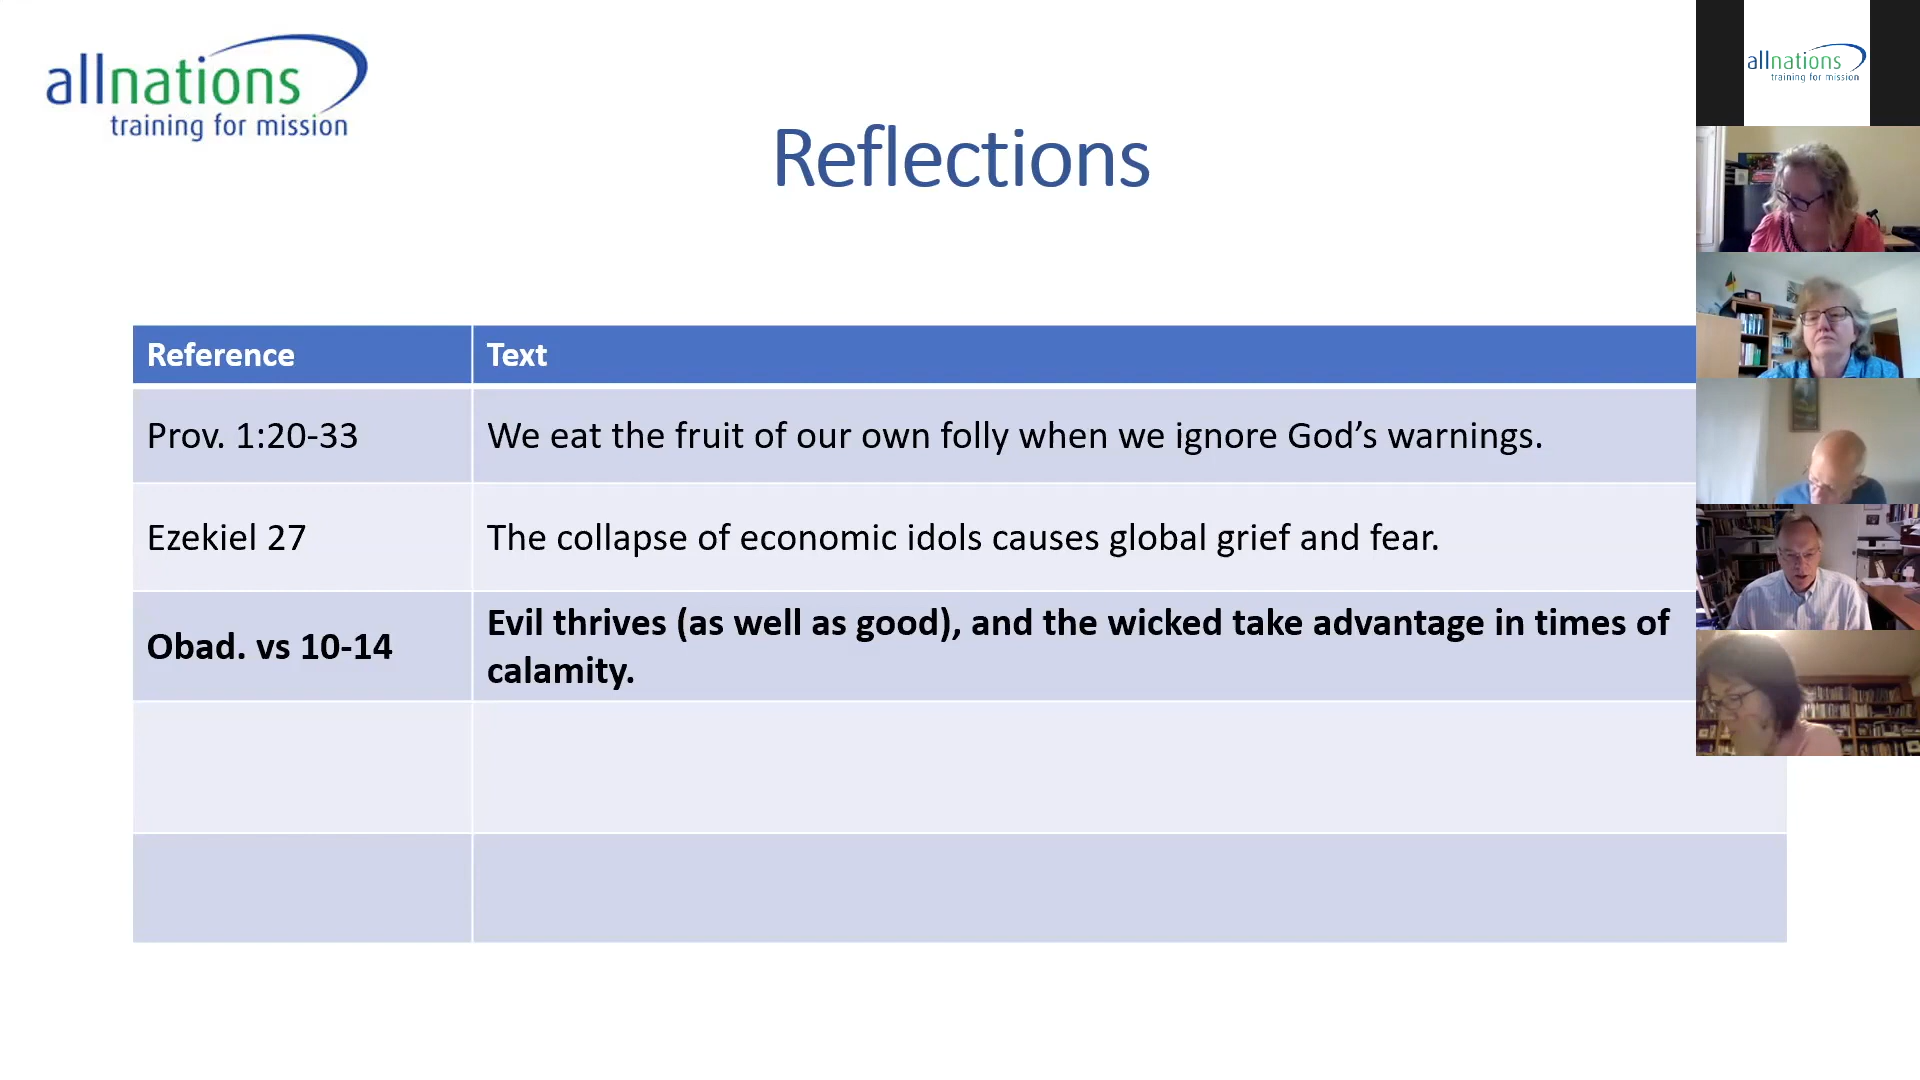 allnations
training for mission
Reflections
Reference
Text
Prov. 1:20-33
We eat the fruit of our own folly when we ignore God’s warnings.
Ezekiel 27
The collapse of economic idols causes global grief and fear.
Obad. vs 10-14
Evil thrives (as well as good), and the wicked take advantage in times of
calamity.
allnations
training for mission